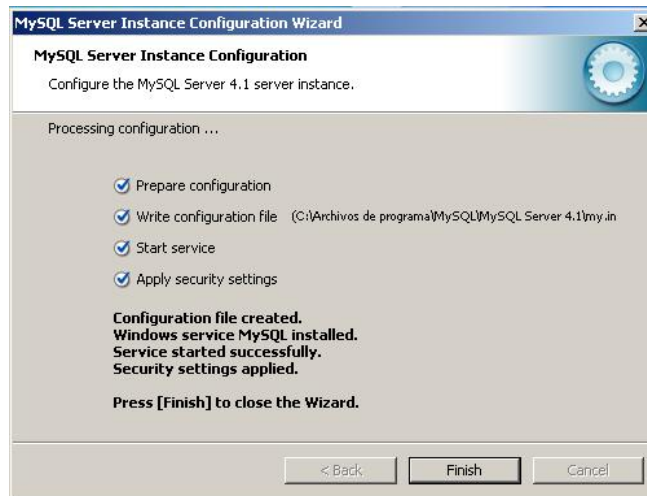 MySQL Server Instance Configuration Wizard
MySQL Server Instance Configuration
Configure the MySQL Server 4.1 server instance.
Processing configuration ...
Prepare configuration
Write configuration file (C:\Archivos de programa\MySQL\MySQL Server 4.1\my.in
Start service
Apply security settings
Configuration file created.
Windows service MySQL installed.
Service started successfully.
Security settings applied.
Press [Finish] to close the Wizard.
< Back Finish Cancel